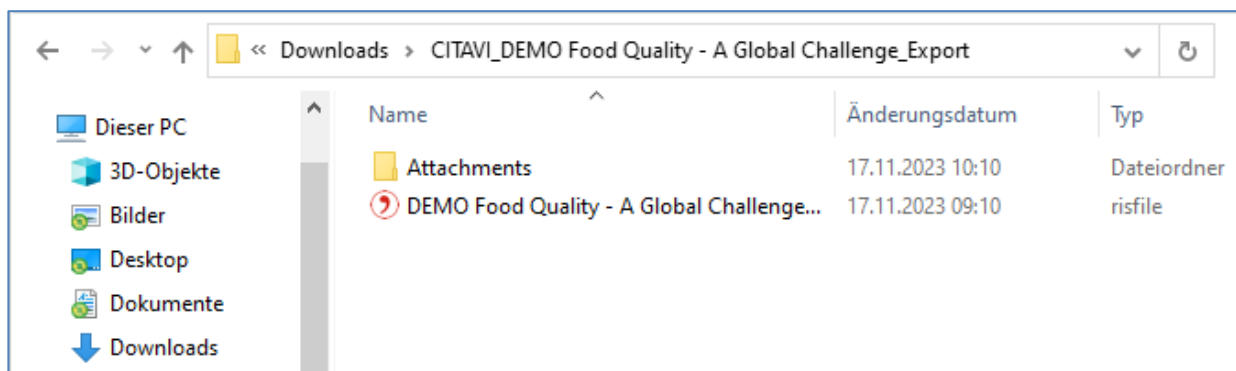 « Downloads > CITAVI_DEMO Food Quality - A Global Challenge_Export
Name Änderungsdatum Typ
Dieser PC
3D-Objekte
Bilder
Desktop
Dokumente
Downloads
Attachments 17.11.2023 10:10 Dateiordner
DEMO Food Quality - A Global Challenge... 17.11.2023 09:10 risfile